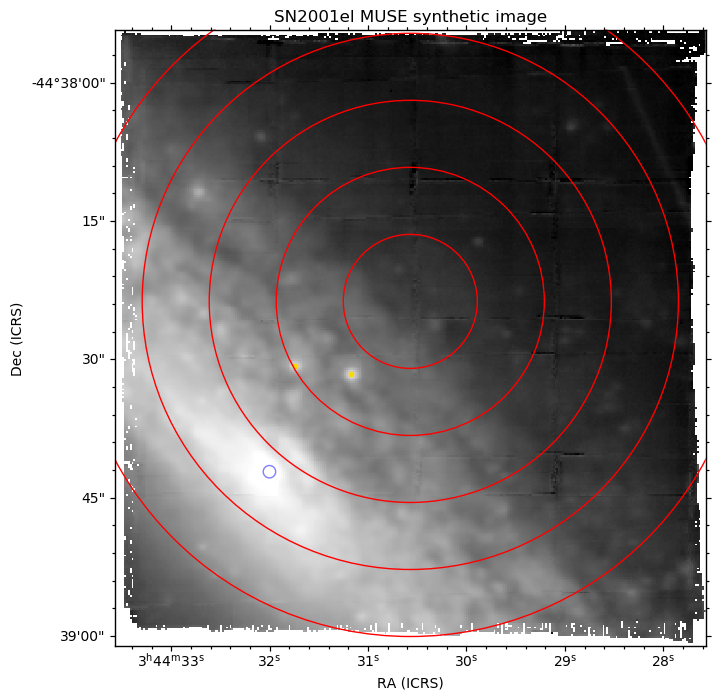 SN2001el MUSE synthetic image
-44°38'00"
15"
30"
45"
39'00"
Dec (ICRS)
3ʰ44ᵐ33ˢ 32ˢ 31ˢ 30ˢ 29ˢ 28ˢ
RA (ICRS)